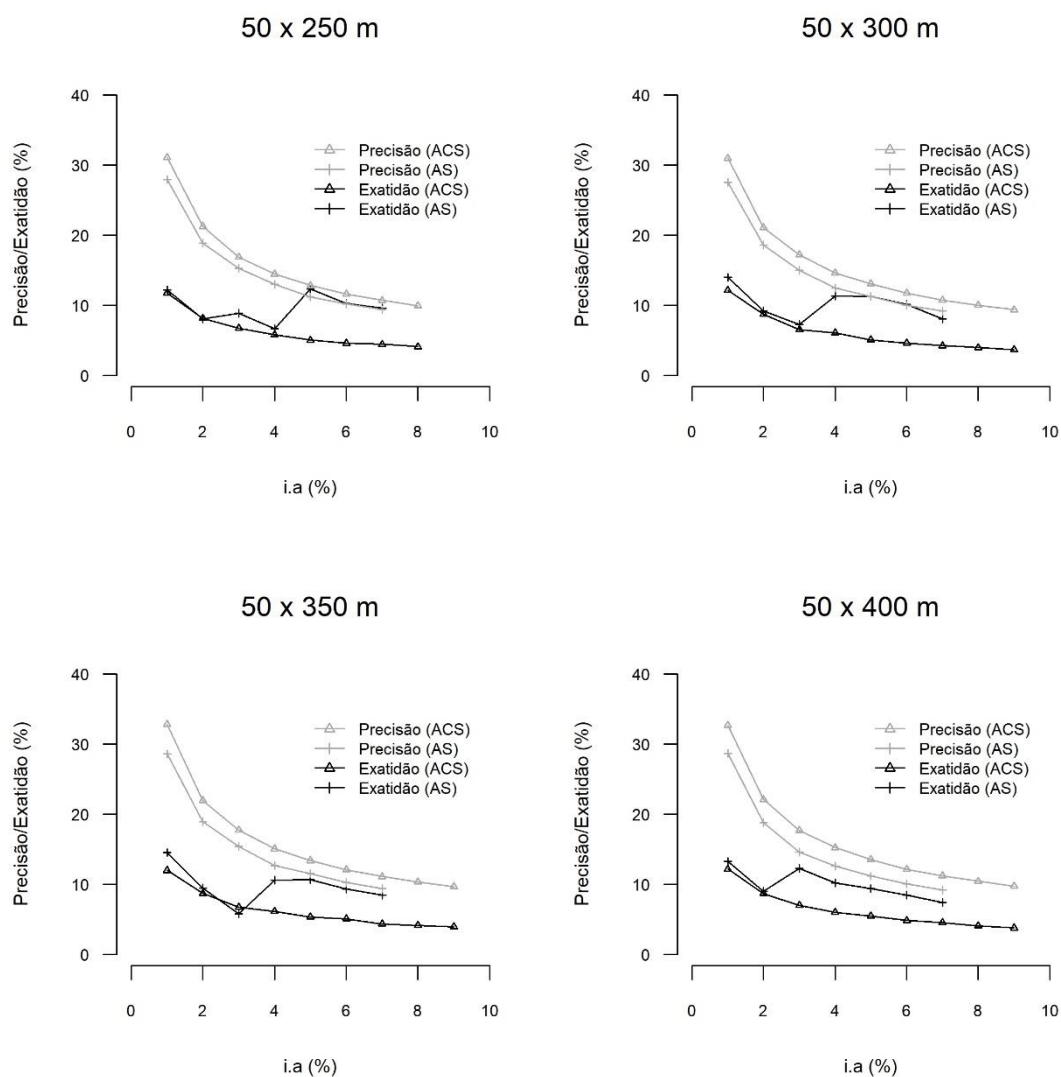 50 x 250 m
Precisão/Exatidão (%)
40
30
20
10
0
Precisão (ACS)
Precisão (AS)
Exatidão (ACS)
Exatidão (AS)
0 2 4 6 8 10
i.a (%)
50 x 300 m
Precisão/Exatidão (%)
40
30
20
10
0
Precisão (ACS)
Precisão (AS)
Exatidão (ACS)
Exatidão (AS)
0 2 4 6 8 10
i.a (%)
50 x 350 m
Precisão/Exatidão (%)
40
30
20
10
0
Precisão (ACS)
Precisão (AS)
Exatidão (ACS)
Exatidão (AS)
0 2 4 6 8 10
i.a (%)
50 x 400 m
Precisão/Exatidão (%)
40
30
20
10
0
Precisão (ACS)
Precisão (AS)
Exatidão (ACS)
Exatidão (AS)
0 2 4 6 8 10
i.a (%)